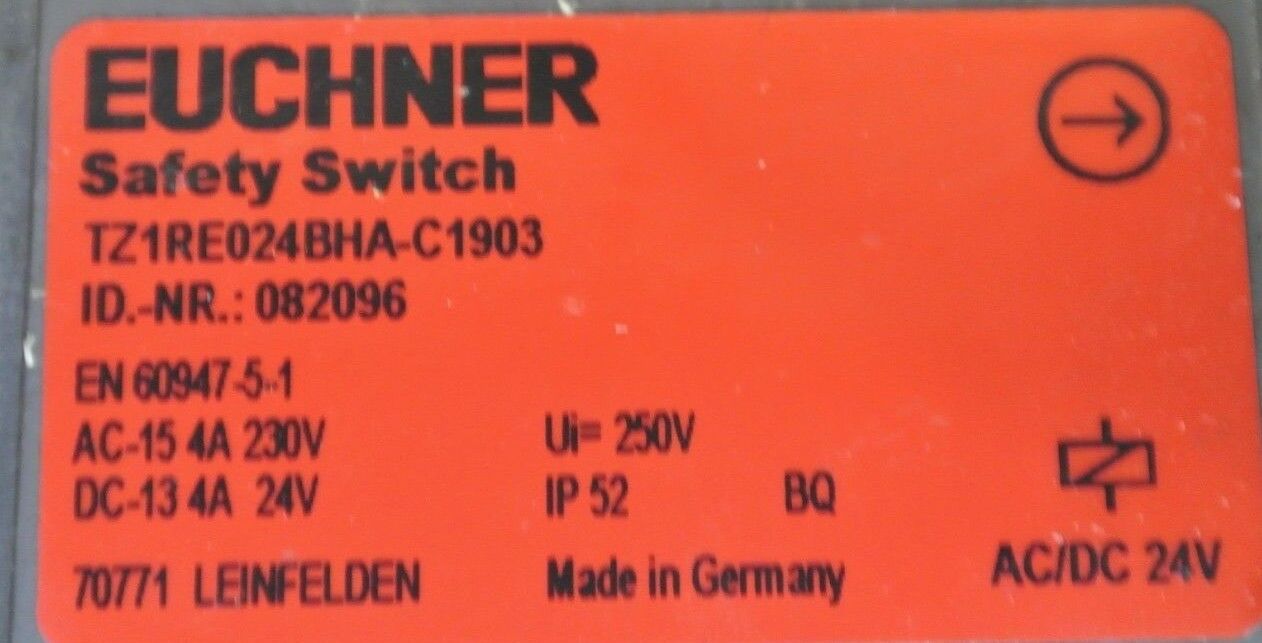 EUCHNER
Safety Switch
TZ1RE024BHA-C1903
ID.-NR.: 082096
EN 60947-5-1
AC-15 4A 230V Ui= 250V
DC-13 4A 24V IP 52 BQ
AC/DC 24V
70771 LEINFELDEN Made in Germany